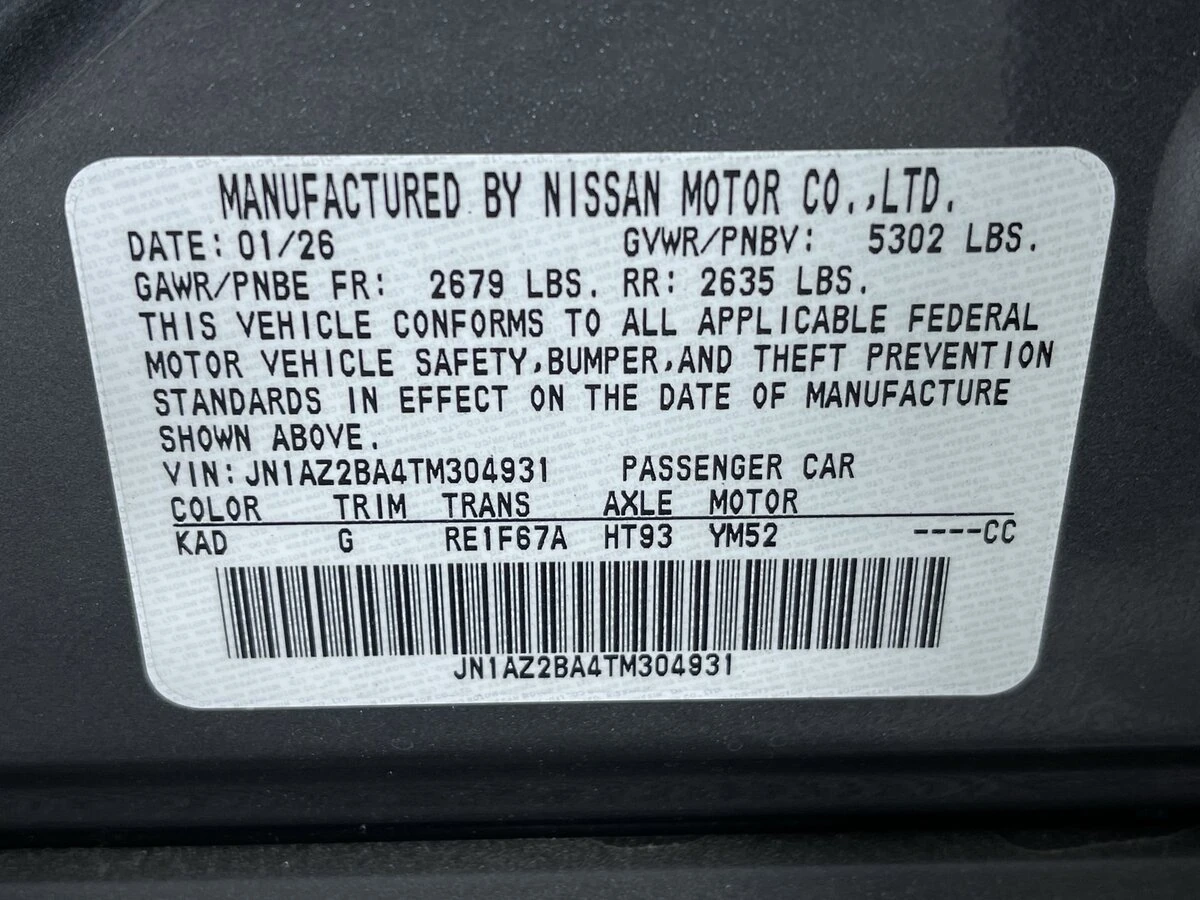 MANUFACTURED BY NISSAN MOTOR CO.,LTD.
DATE: 01/26 GVWR/PNBV: 5302 LBS.
GAWR/PNBE FR: 2679 LBS. RR: 2635 LBS.
THIS VEHICLE CONFORMS TO ALL APPLICABLE FEDERAL
MOTOR VEHICLE SAFETY,BUMPER,AND THEFT PREVENTION
STANDARDS IN EFFECT ON THE DATE OF MANUFACTURE
SHOWN ABOVE.
VIN:JN1AZ2BA4TM304931 PASSENGER CAR
COLOR TRIM TRANS AXLE MOTOR
KAD G RE1F67A HT93 YM52 ----CC
JN1AZ2BA4TM304931